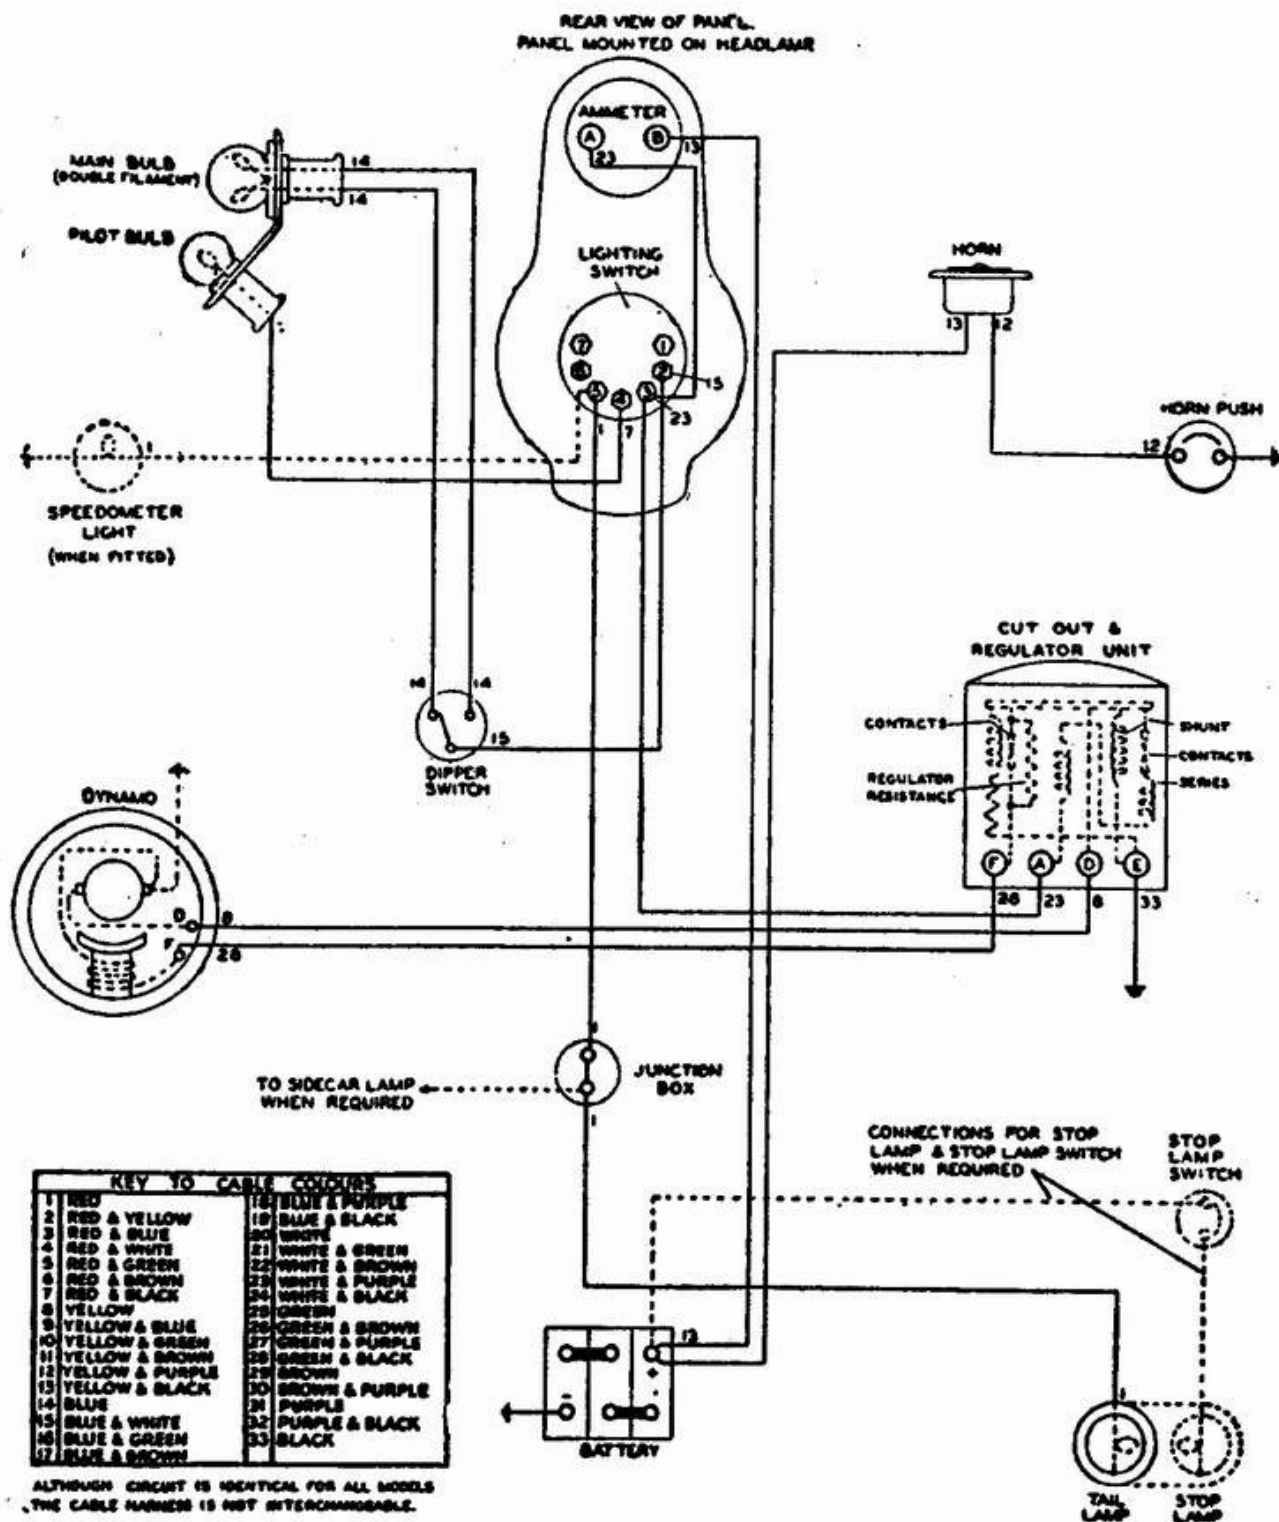 REAR VIEW OF PANEL.
PANEL MOUNTED ON HEADLAMP
AMMETER
A
B
13
23
MAIN BULB
(DOUBLE FILAMENT)
14
14
PILOT BULB
LIGHTING
SWITCH
7
1
6
2
5
4
3
15
23
1
7
HORN
13
12
HORN PUSH
12
1
SPEEDOMETER
LIGHT
(WHEN FITTED)
CUT OUT &
REGULATOR UNIT
CONTACTS
SHUNT
CONTACTS
REGULATOR
RESISTANCE
SERIES
F
A
D
E
26
23
8
33
14
14
15
DIPPER
SWITCH
DYNAMO
D
8
F
26
1
JUNCTION
BOX
TO SIDECAR LAMP
WHEN REQUIRED
1
CONNECTIONS FOR STOP
LAMP & STOP LAMP SWITCH
WHEN REQUIRED
STOP
LAMP
SWITCH
KEY TO CABLE COLOURS
1 RED 18 BLUE & PURPLE
2 RED & YELLOW 19 BLUE & BLACK
3 RED & BLUE 20 WHITE
4 RED & WHITE 21 WHITE & GREEN
5 RED & GREEN 22 WHITE & BROWN
6 RED & BROWN 23 WHITE & PURPLE
7 RED & BLACK 24 WHITE & BLACK
8 YELLOW 25 GREEN
9 YELLOW & BLUE 26 GREEN & BROWN
10 YELLOW & GREEN 27 GREEN & PURPLE
11 YELLOW & BROWN 28 GREEN & BLACK
12 YELLOW & PURPLE 29 BROWN
13 YELLOW & BLACK 30 BROWN & PURPLE
14 BLUE 31 PURPLE
15 BLUE & WHITE 32 PURPLE & BLACK
16 BLUE & GREEN 33 BLACK
17 BLUE & BROWN
13
+
-
BATTERY
1
TAIL
LAMP
STOP
LAMP
ALTHOUGH CIRCUIT IS IDENTICAL FOR ALL MODELS
THE CABLE HARNESS IS NOT INTERCHANGEABLE.